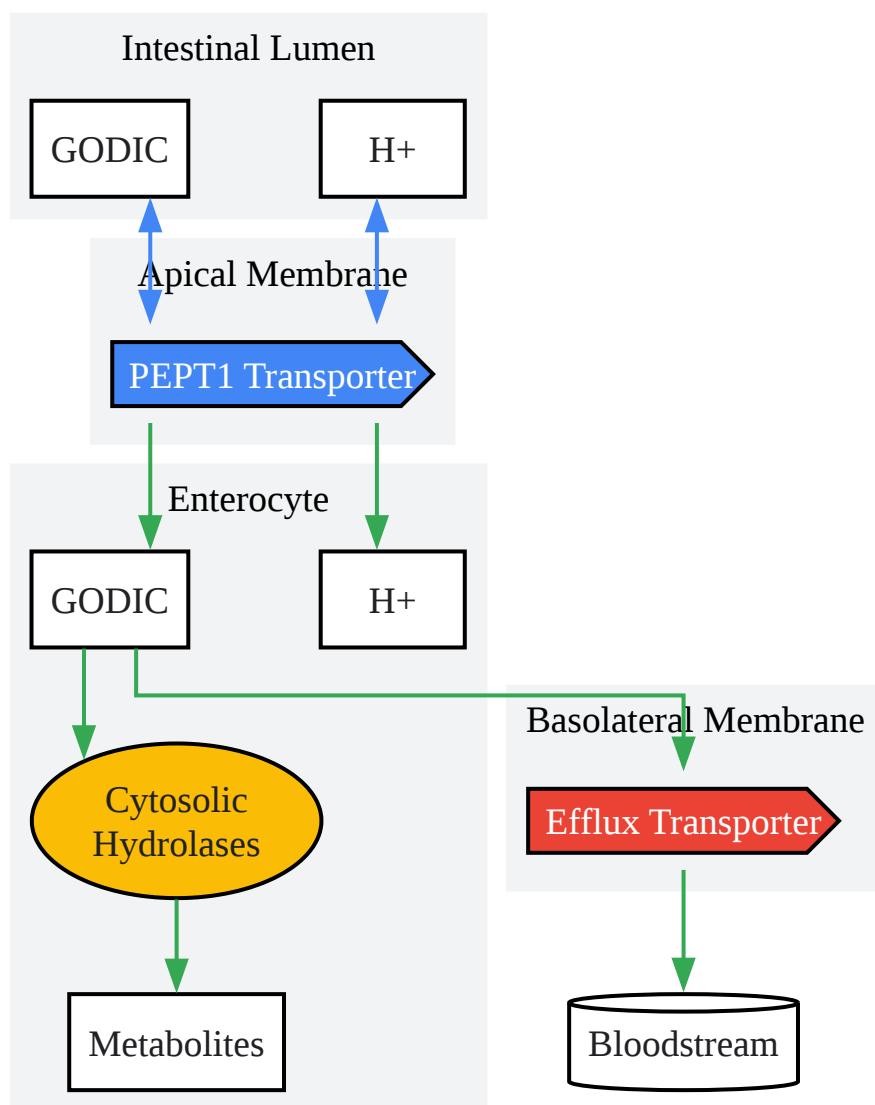 Intestinal Lumen
GODIC
H+
Apical Membrane
PEPT1 Transporter
Enterocyte
GODIC
H+
Basolateral Membrane
Cytosolic
Hydrolases
Efflux Transporter
Metabolites
Bloodstream